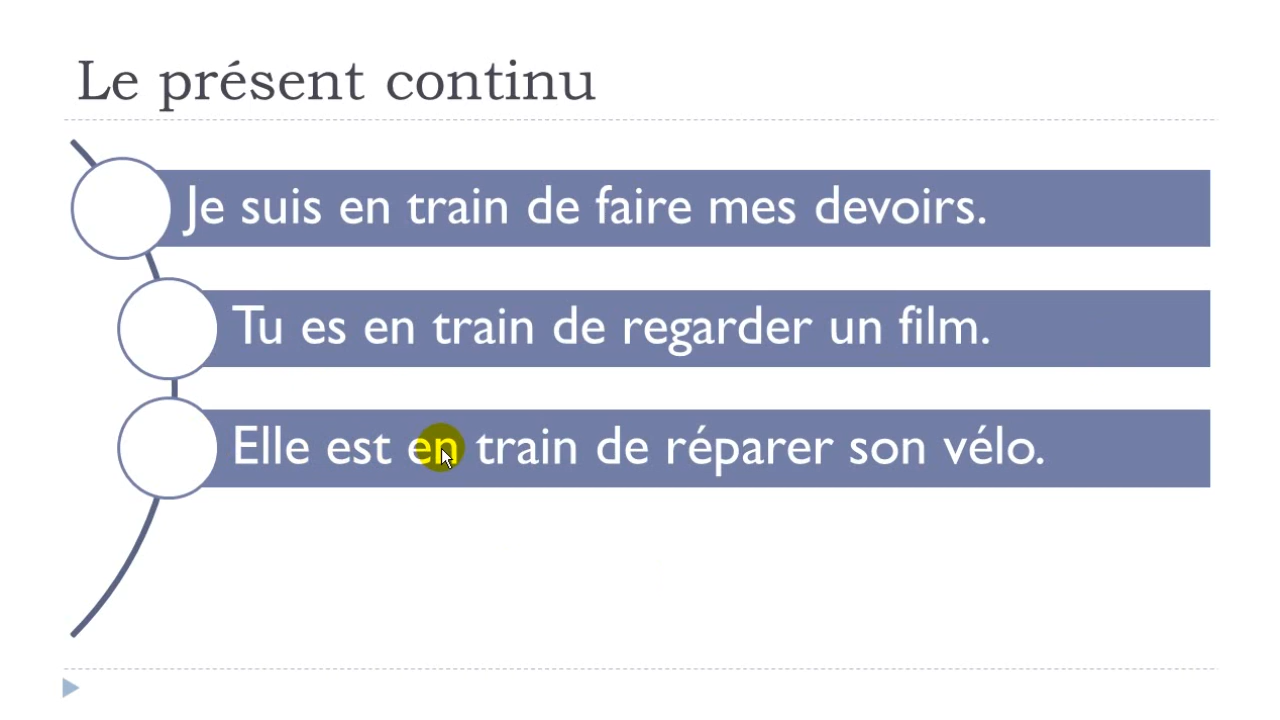 Le présent continu
Je suis en train de faire mes devoirs.
Tu es en train de regarder un film.
Elle est en train de réparer son vélo.